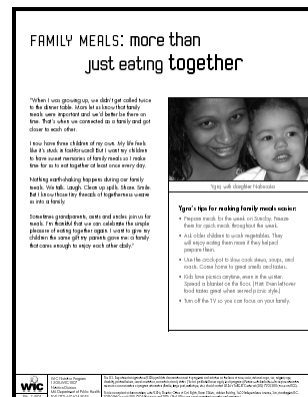 FAMILY MEALS: more than
just eating together
"When I was growing up, we didn't get called twice
to the dinner table. Mom let us know that family
meals were important and we'd better be there on
time. That's when we connected as a family and got
closer to each other.
I now have three children of my own. My life feels
like it's stuck in fast-forward! But I want my children
to have sweet memories of family meals so I make
time for us to eat together at least once every day.
Nothing earth-shaking happens during our family
meals. We talk. Laugh. Clean up spills. Share. Smile.
But I know those tiny threads of togetherness weave
us into a family.
Sometimes grandparents, aunts and uncles join us for
meals. I'm thankful that we can celebrate the simple
pleasure of eating together again. I want to give my
children the same gift my parents gave me: a family
that cares enough to enjoy each other daily."
Ygra's tips for making family meals easier:
• Prepare meals for the week on Sunday. Freeze
them for quick meals throughout the week.
• Ask older children to wash vegetables. They
will enjoy eating them more if they helped
prepare them.
• Use the crockpot to slow cook stews, soups, and
roasts. Come home to great smells and tastes.
• Kids love picnics anytime, even in the winter.
Spread a blanket on the floor. (Hint: Even leftover
food tastes great when served picnic style.)
• Turn off the TV so you can focus on your family.
WIC
WIC Nutrition Program
Nutrition Division
MA Department of Public Health